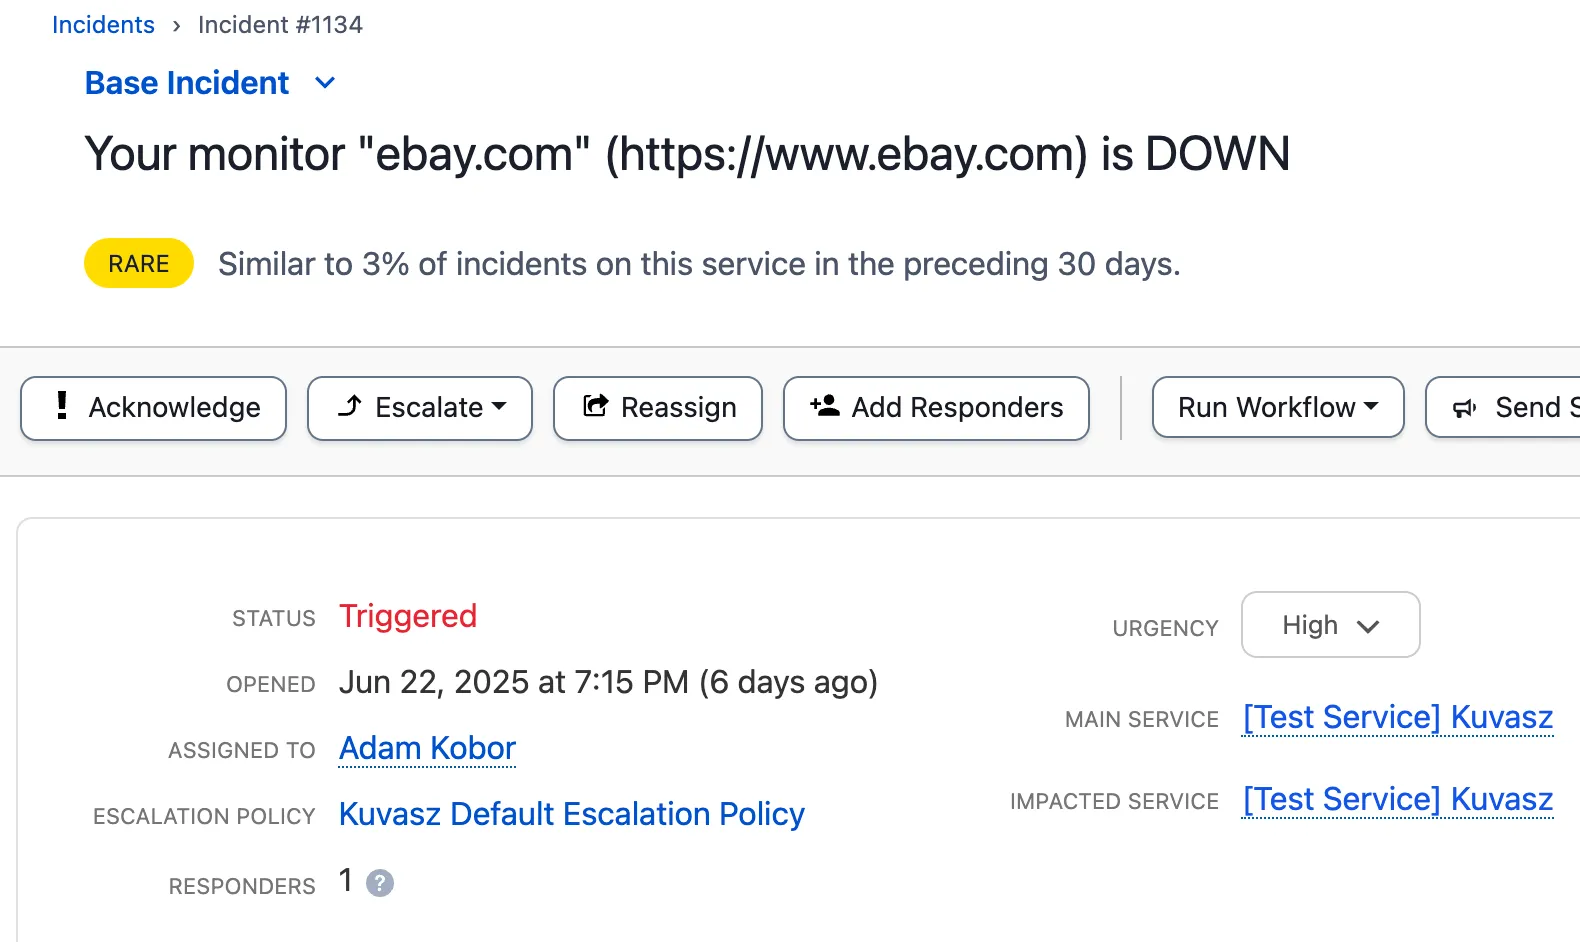 Incidents › Incident #1134
Base Incident
Your monitor "ebay.com" (https://www.ebay.com) is DOWN
RARE Similar to 3% of incidents on this service in the preceding 30 days.
! Acknowledge Escalate Reassign Add Responders Run Workflow Send S
STATUS Triggered
OPENED Jun 22, 2025 at 7:15 PM (6 days ago)
ASSIGNED TO Adam Kobor
ESCALATION POLICY Kuvasz Default Escalation Policy
RESPONDERS 1 ?
URGENCY High
MAIN SERVICE [Test Service] Kuvasz
IMPACTED SERVICE [Test Service] Kuvasz